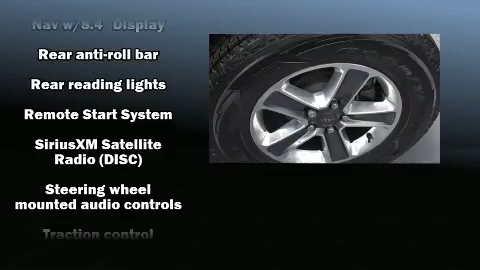 Nav w/8.4" Display
Rear anti-roll bar
Rear reading lights
Remote Start System
SiriusXM Satellite
Radio (DISC)
Steering wheel
mounted audio controls
Traction control